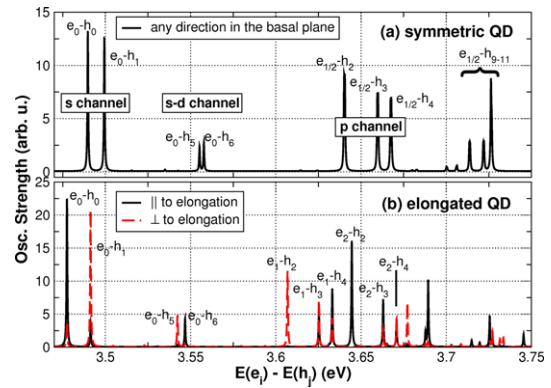 Osc. Strength (arb. u.)
15
10
5
0
e0-h0
e0-h1
any direction in the basal plane
(a) symmetric QD
s channel
s-d channel
e0-h5
e0-h6
e1/2-h2
e1/2-h3
e1/2-h4
p channel
e1/2-h9-11
25
20
15
10
5
0
e0-h0
e0-h1
|| to elongation
⊥ to elongation
(b) elongated QD
e0-h5
e0-h6
e1-h2
e1-h3
e1-h4
e2-h2
e2-h3
e2-h4
3.5 3.55 3.6 3.65 3.7 3.75
E(ei) - E(hj) (eV)